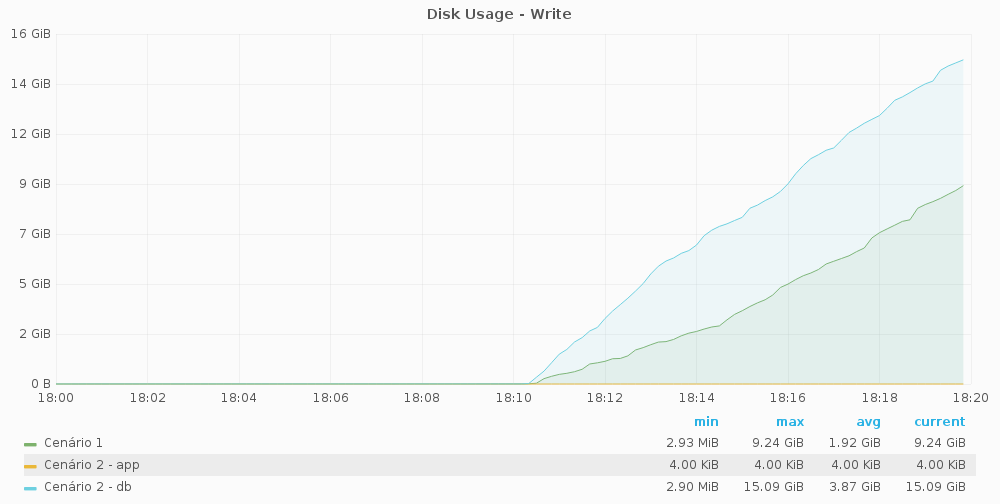 Disk Usage - Write
16 GiB
14 GiB
12 GiB
9 GiB
7 GiB
5 GiB
2 GiB
0 B
18:00 18:02 18:04 18:06 18:08 18:10 18:12 18:14 18:16 18:18 18:20
min max avg current
Cenário 1 2.93 MiB 9.24 GiB 1.92 GiB 9.24 GiB
Cenário 2 - app 4.00 KiB 4.00 KiB 4.00 KiB 4.00 KiB
Cenário 2 - db 2.90 MiB 15.09 GiB 3.87 GiB 15.09 GiB